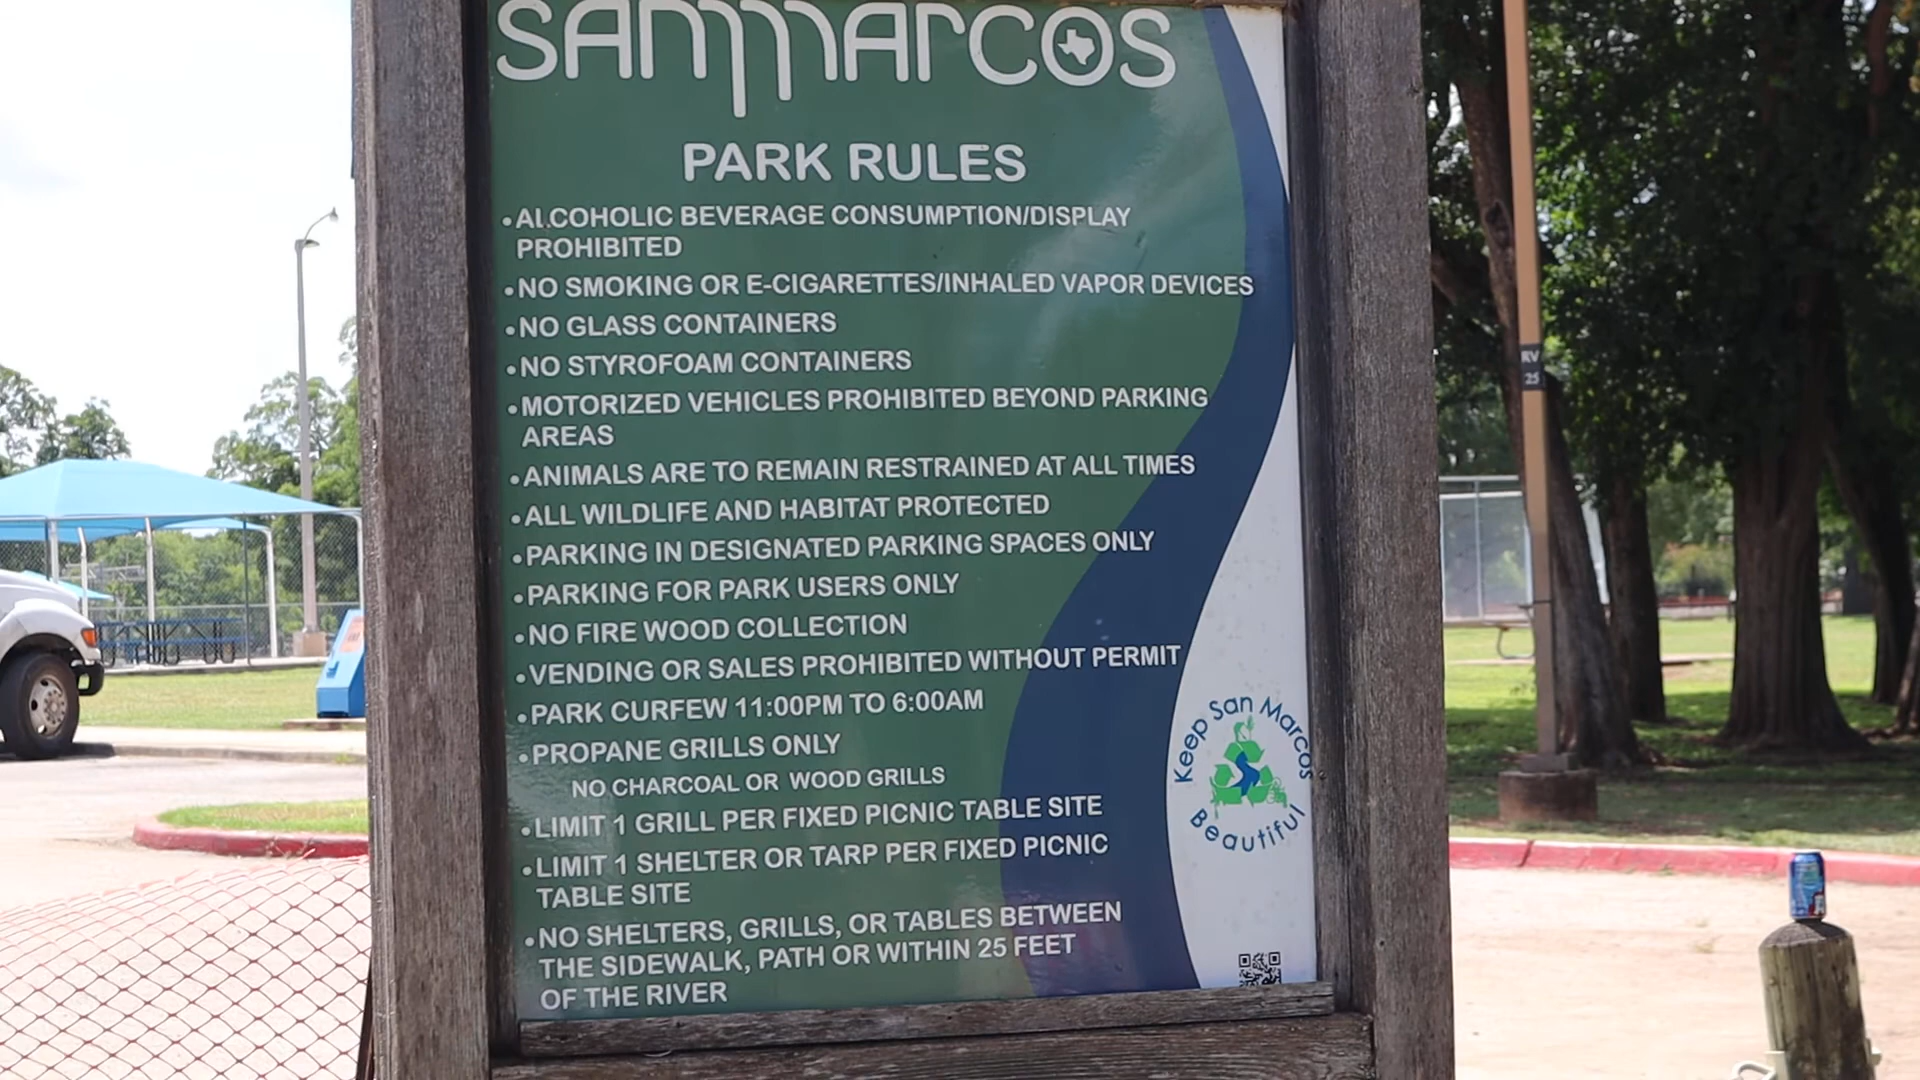 SAN MARCOS
PARK RULES
• ALCOHOLIC BEVERAGE CONSUMPTION/DISPLAY
PROHIBITED
• NO SMOKING OR E-CIGARETTES/INHALED VAPOR DEVICES
• NO GLASS CONTAINERS
• NO STYROFOAM CONTAINERS
• MOTORIZED VEHICLES PROHIBITED BEYOND PARKING
AREAS
• ANIMALS ARE TO REMAIN RESTRAINED AT ALL TIMES
• ALL WILDLIFE AND HABITAT PROTECTED
• PARKING IN DESIGNATED PARKING SPACES ONLY
• PARKING FOR PARK USERS ONLY
• NO FIRE WOOD COLLECTION
• VENDING OR SALES PROHIBITED WITHOUT PERMIT
• PARK CURFEW 11:00PM TO 6:00AM
• PROPANE GRILLS ONLY
NO CHARCOAL OR WOOD GRILLS
• LIMIT 1 GRILL PER FIXED PICNIC TABLE SITE
• LIMIT 1 SHELTER OR TARP PER FIXED PICNIC
TABLE SITE
• NO SHELTERS, GRILLS, OR TABLES BETWEEN
THE SIDEWALK, PATH OR WITHIN 25 FEET
OF THE RIVER
Keep San Marcos
Beautiful
RV
25